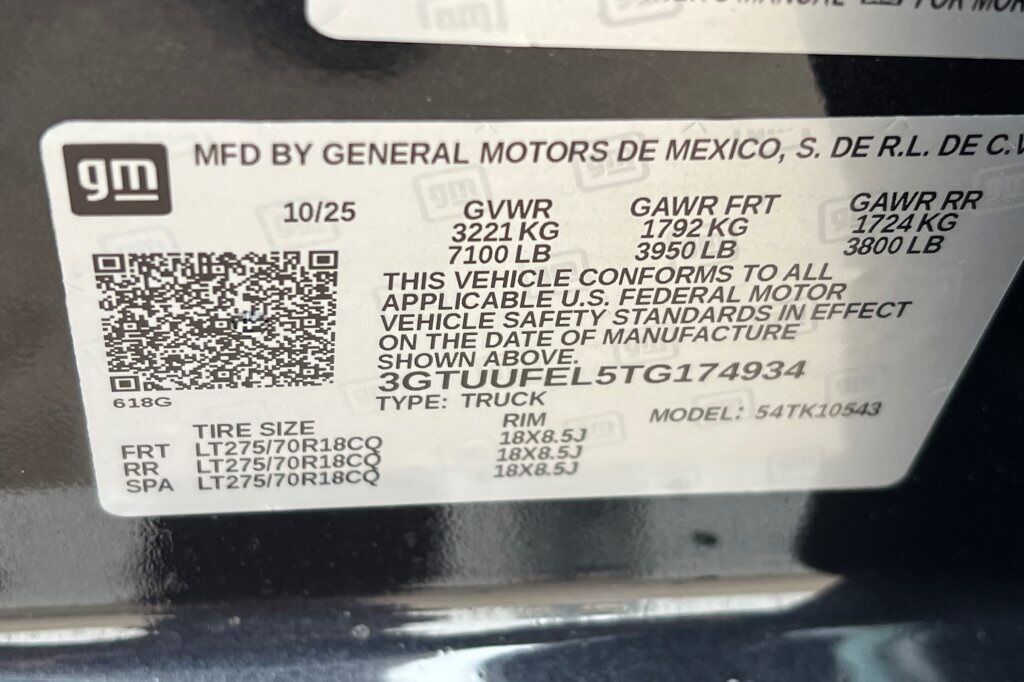 FOR MOR
gm
MFD BY GENERAL MOTORS DE MEXICO, S. DE R.L. DE C.V
10/25
GVWR GAWR FRT GAWR RR
3221 KG 1792 KG 1724 KG
7100 LB 3950 LB 3800 LB
THIS VEHICLE CONFORMS TO ALL
APPLICABLE U.S. FEDERAL MOTOR
VEHICLE SAFETY STANDARDS IN EFFECT
ON THE DATE OF MANUFACTURE
SHOWN ABOVE.
3GTUUFEL5TG174934
618G
TYPE: TRUCK MODEL: 54TK10543
TIRE SIZE RIM
FRT LT275/70R18CQ 18X8.5J
RR LT275/70R18CQ 18X8.5J
SPA LT275/70R18CQ 18X8.5J